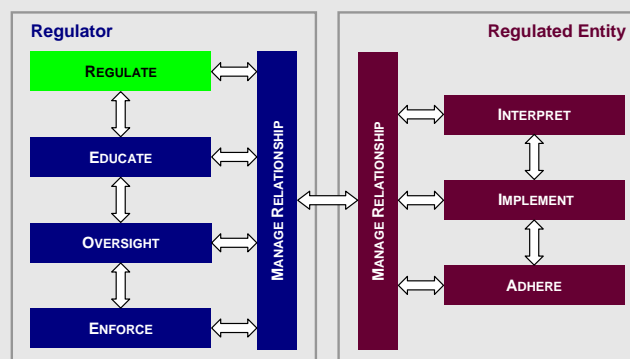 Regulator
REGULATE
EDUCATE
OVERSIGHT
ENFORCE
MANAGE RELATIONSHIP
Regulated Entity
MANAGE RELATIONSHIP
INTERPRET
IMPLEMENT
ADHERE